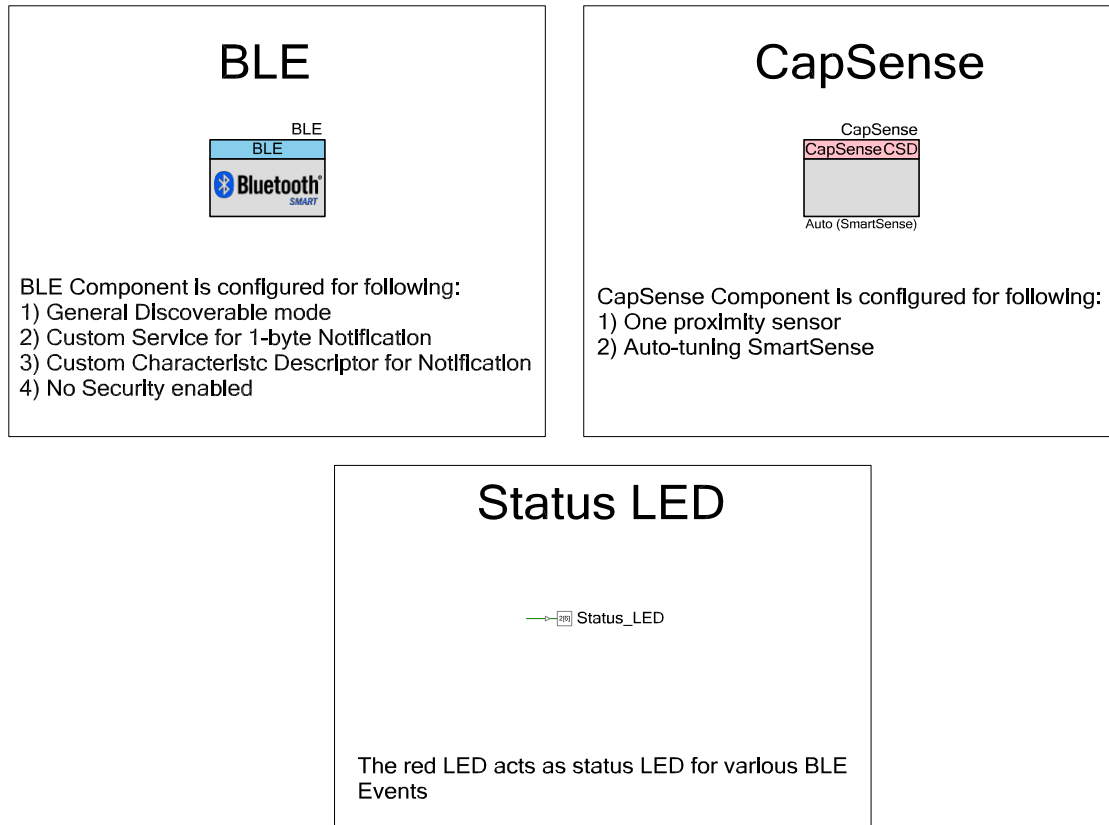 BLE
BLE
BLE
Bluetooth®
SMART
BLE Component is configured for following:
1) General Discoverable mode
2) Custom Service for 1-byte Notification
3) Custom Characteristc Descriptor for Notification
4) No Security enabled
CapSense
CapSense
CapSense CSD
Auto (SmartSense)
CapSense Component is configured for following:
1) One proximity sensor
2) Auto-tuning SmartSense
Status LED
2[6] Status_LED
The red LED acts as status LED for various BLE
Events